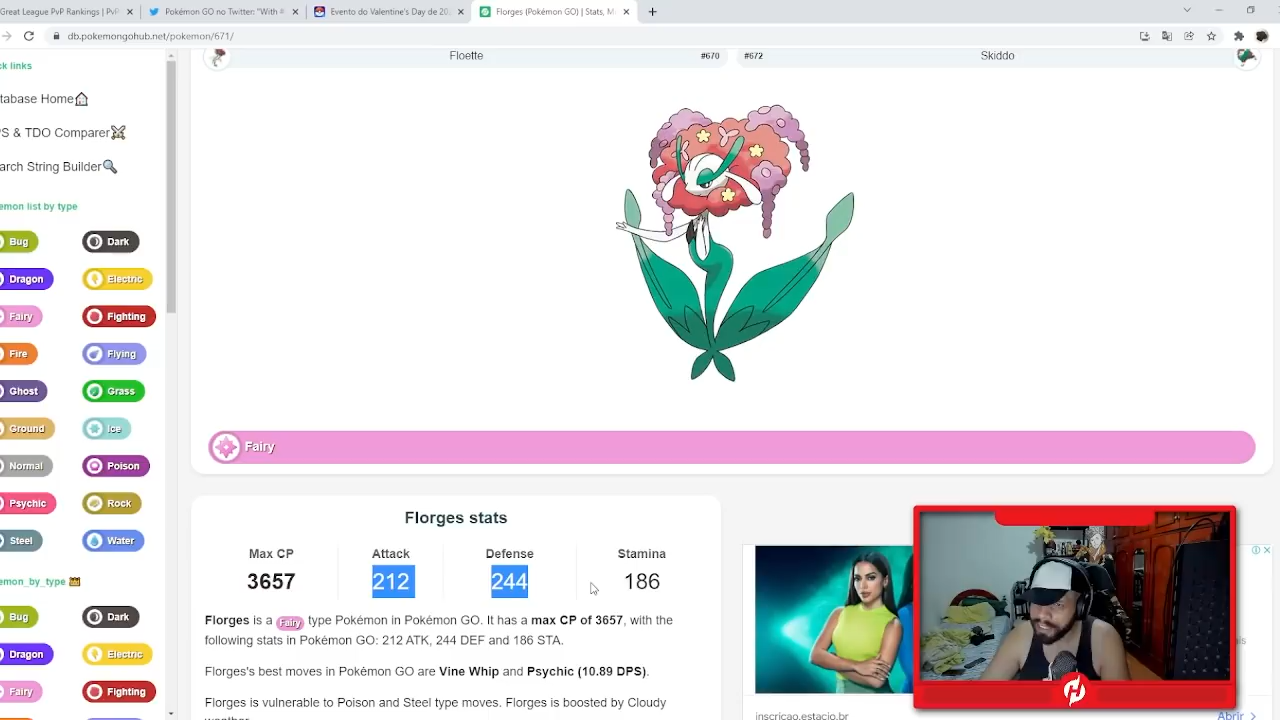 Great League PvP Rankings | PvP
Pokémon GO no Twitter: "With
Evento do Valentine's Day de 20
Florges (Pokémon GO) | Stats, M
db.pokemongohub.net/pokemon/671/
ck links
tabase Home
S & TDO Comparer
arch String Builder
emon list by type
Bug
Dark
Dragon
Electric
Fairy
Fighting
Fire
Flying
Ghost
Grass
Ground
Ice
Normal
Poison
Psychic
Rock
Steel
Water
emon_by_type
Bug
Dark
Dragon
Electric
Fairy
Fighting
Floette #670
#672 Skiddo
Fairy
Florges stats
Max CP Attack Defense Stamina
3657 212 244 186
Florges is a Fairy type Pokémon in Pokémon GO. It has a max CP of 3657, with the
following stats in Pokémon GO: 212 ATK, 244 DEF and 186 STA.
Florges's best moves in Pokémon GO are Vine Whip and Psychic (10.89 DPS).
Florges is vulnerable to Poison and Steel type moves. Florges is boosted by Cloudy
weather.
inscricao.estacio.br
Abrir